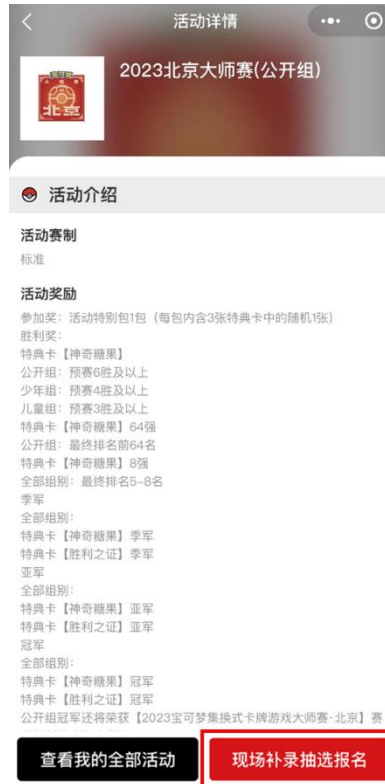 活动详情
2023北京大师赛(公开组)
北京
活动介绍
活动赛制
标准
活动奖励
参加奖：活动特别包1包（每包内含3张特典卡中的随机1张）
胜利奖：
特典卡【神奇糖果】
公开组：预赛6胜及以上
少年组：预赛4胜及以上
儿童组：预赛3胜及以上
特典卡【神奇糖果】64强
公开组：最终排名前64名
特典卡【神奇糖果】8强
全部组别：最终排名5-8名
季军
全部组别：
特典卡【神奇糖果】季军
特典卡【胜利之证】季军
亚军
全部组别：
特典卡【神奇糖果】亚军
特典卡【胜利之证】亚军
冠军
全部组别：
特典卡【神奇糖果】冠军
特典卡【胜利之证】冠军
公开组冠军还将荣获【2023宝可梦集换式卡牌游戏大师赛·北京】赛
查看我的全部活动
现场补录抽选报名